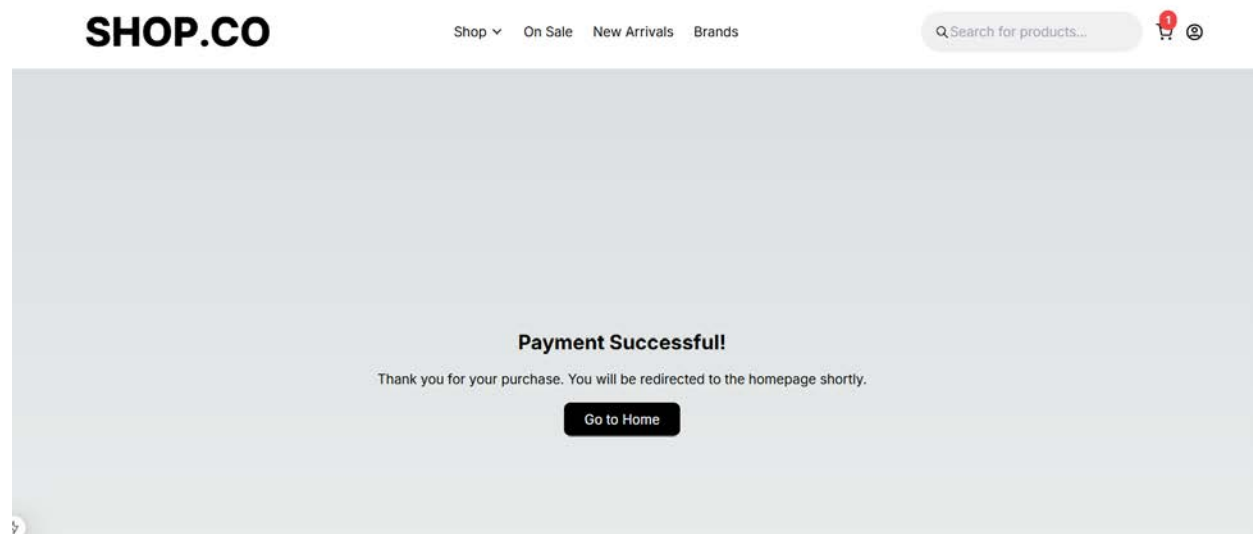 SHOP.CO
Shop On Sale New Arrivals Brands
Search for products...
1
Payment Successful!
Thank you for your purchase. You will be redirected to the homepage shortly.
Go to Home